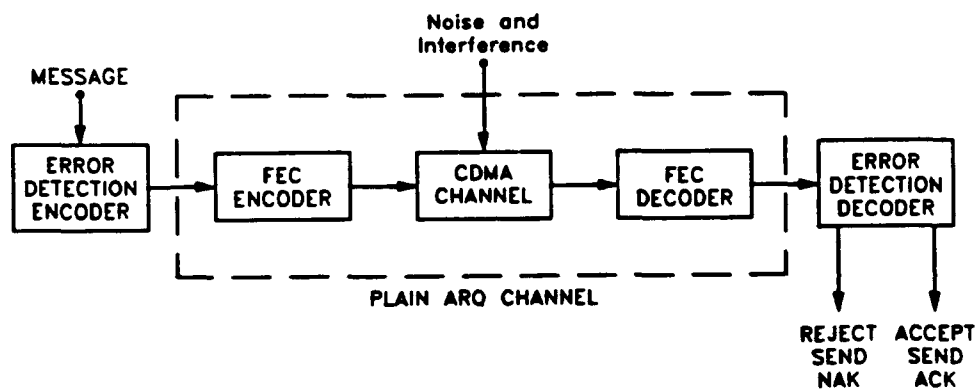 Noise and
Interference
MESSAGE
ERROR
DETECTION
ENCODER
FEC
ENCODER
CDMA
CHANNEL
FEC
DECODER
ERROR
DETECTION
DECODER
PLAIN ARQ CHANNEL
REJECT
SEND
NAK
ACCEPT
SEND
ACK